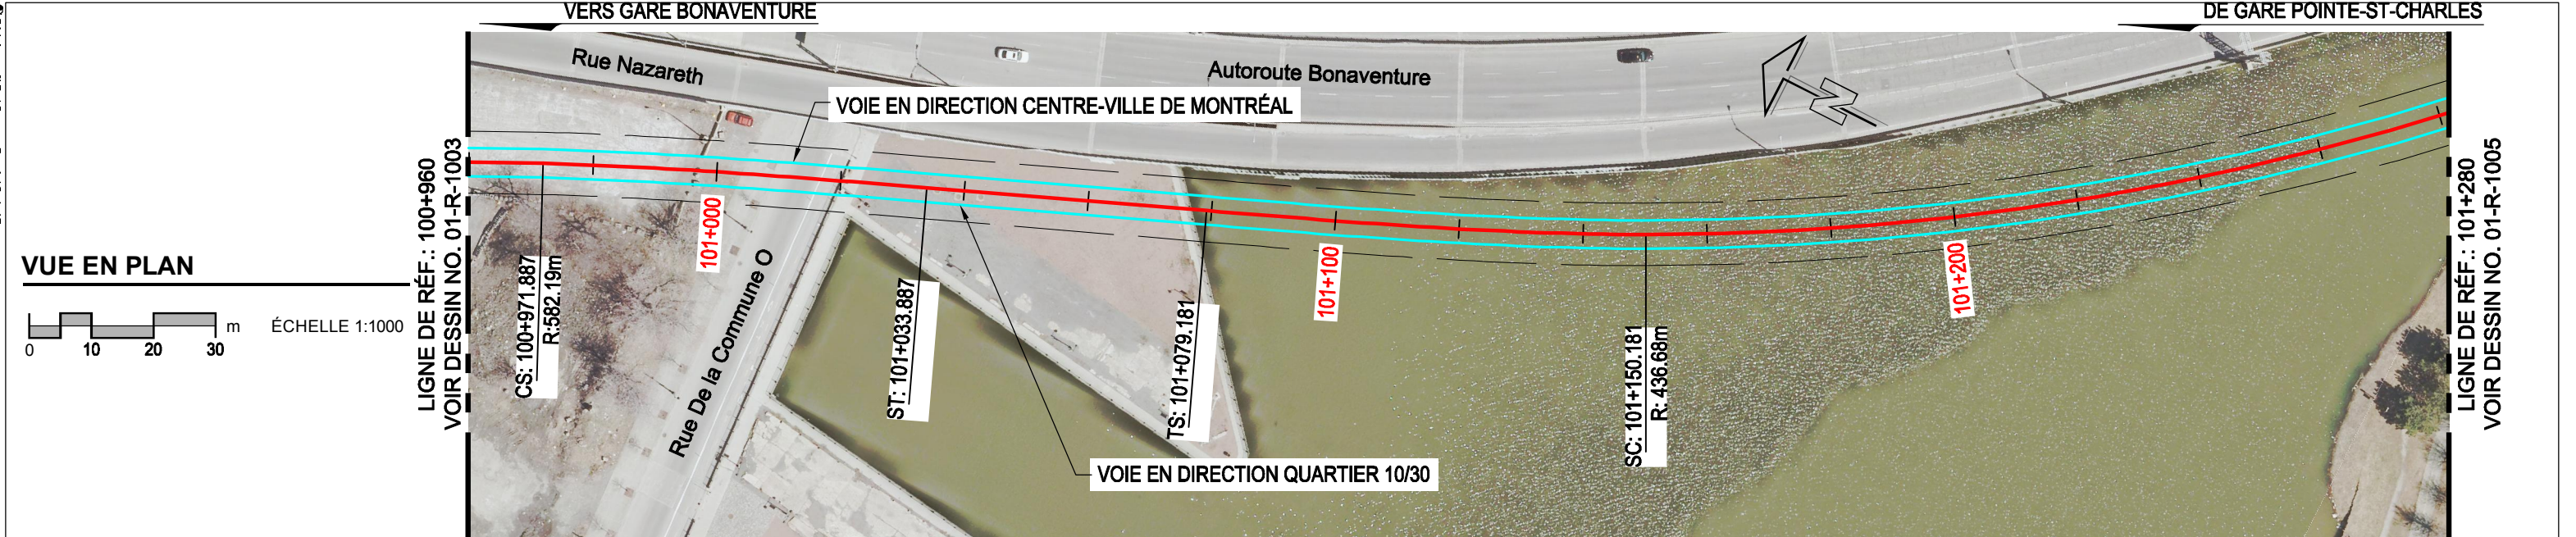 VERS GARE BONAVENTURE
DE GARE POINTE-ST-CHARLES
Rue Nazareth
Autoroute Bonaventure
N
VOIE EN DIRECTION CENTRE-VILLE DE MONTRÉAL
LIGNE DE RÉF.: 100+960
VOIR DESSIN NO. 01-R-1003
VUE EN PLAN
0 10 20 30 m
ÉCHELLE 1:1000
CS: 100+971.887
R:582.19m
101+000
Rue De la Commune O
ST: 101+033.887
TS: 101+079.181
101+100
SC: 101+150.181
R: 436.68m
101+200
VOIE EN DIRECTION QUARTIER 10/30
LIGNE DE RÉF.: 101+280
VOIR DESSIN NO. 01-R-1005